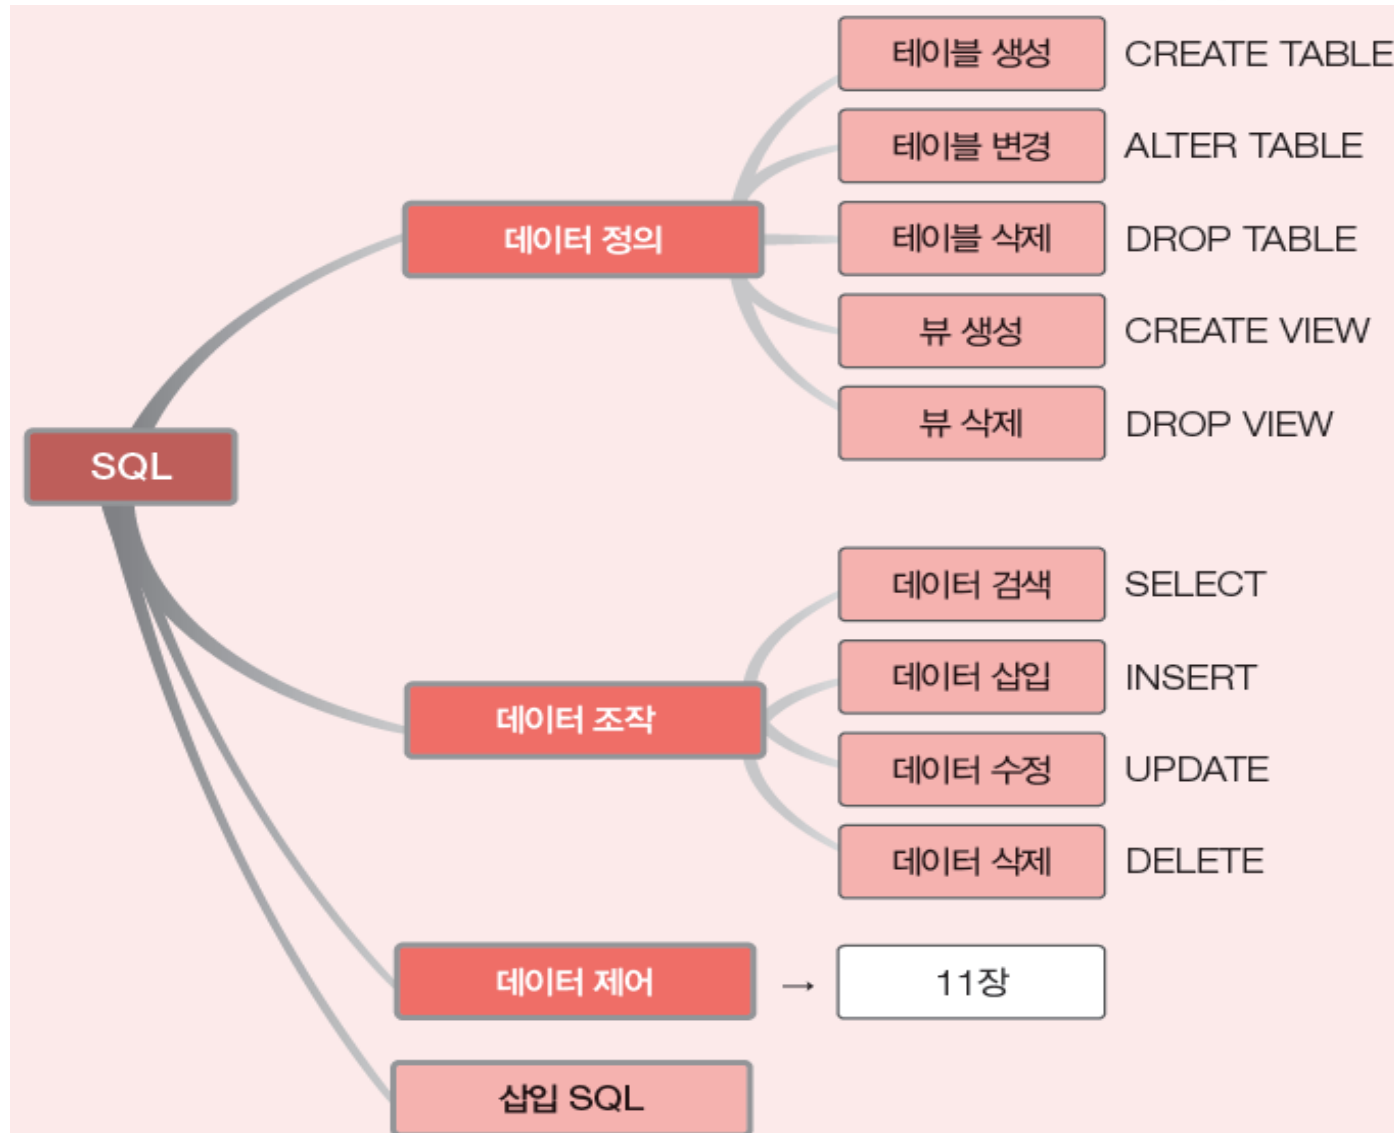 테이블 생성 CREATE TABLE
테이블 변경 ALTER TABLE
데이터 정의 테이블 삭제 DROP TABLE
뷰 생성 CREATE VIEW
뷰 삭제 DROP VIEW
SQL
데이터 검색 SELECT
데이터 삽입 INSERT
데이터 조작
데이터 수정 UPDATE
데이터 삭제 DELETE
데이터 제어 → 11장
삽입 SQL